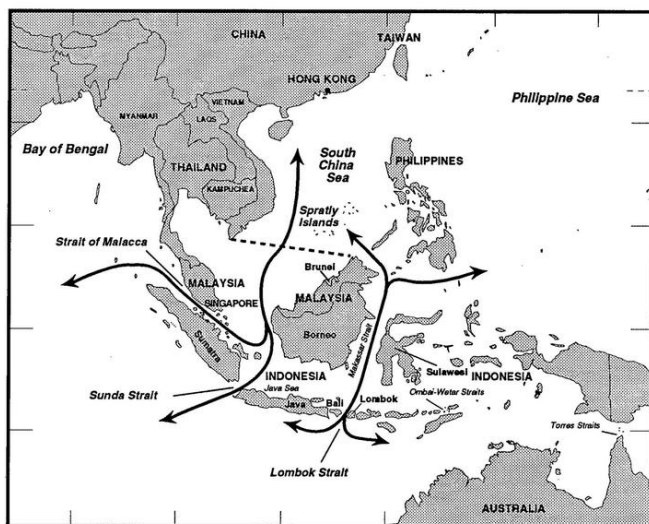 CHINA
TAIWAN
HONG KONG
Philippine Sea
VIETNAM
MYANMAR
LAOS
Bay of Bengal
South
China
Sea
PHILIPPINES
THAILAND
KAMPUCHEA
Spratly
Islands
Strait of Malacca
Brunei
MALAYSIA
MALAYSIA
SINGAPORE
Borneo
Makassar Strait
Sumatra
Sulawesi
INDONESIA
INDONESIA
Java Sea
Ombai-Wetar Straits
Sunda Strait
Java
Bali
Lombok
Torres Straits
Lombok Strait
AUSTRALIA